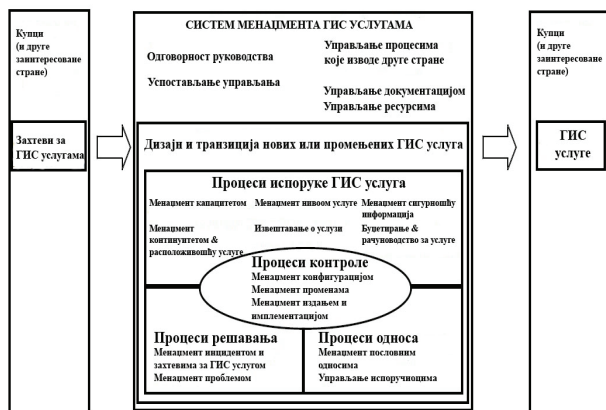 Купци
(и друге
заинтересоване
стране)
Захтеви за
ГИС услугама
СИСТЕМ МЕНАЏМЕНТА ГИС УСЛУГАМА
Одговорност руководства
Успостављање управљања
Управљање процесима
које изводе друге стране
Управљање документацијом
Управљање ресурсима
Дизајн и транзиција нових или промењених ГИС услуга
Процеси испоруке ГИС услуга
Менаџмент капацитетом
Менаџмент нивоом услуге
Менаџмент сигурношћу
информација
Менаџмент
континуитетом &
расположивошћу услуге
Извештавање о услузи
Буџетирање &
рачуноводство за услуге
Процеси контроле
Менаџмент конфигурацијом
Менаџмент променама
Менаџмент издањем и
имплементацијом
Процеси решавања
Менаџмент инцидентом и
захтевима за ГИС услугом
Менаџмент проблемом
Процеси односа
Менаџмент пословним
односима
Управљање испоручиоцима
Купци
(и друге
заинтересоване
стране)
ГИС
услуге